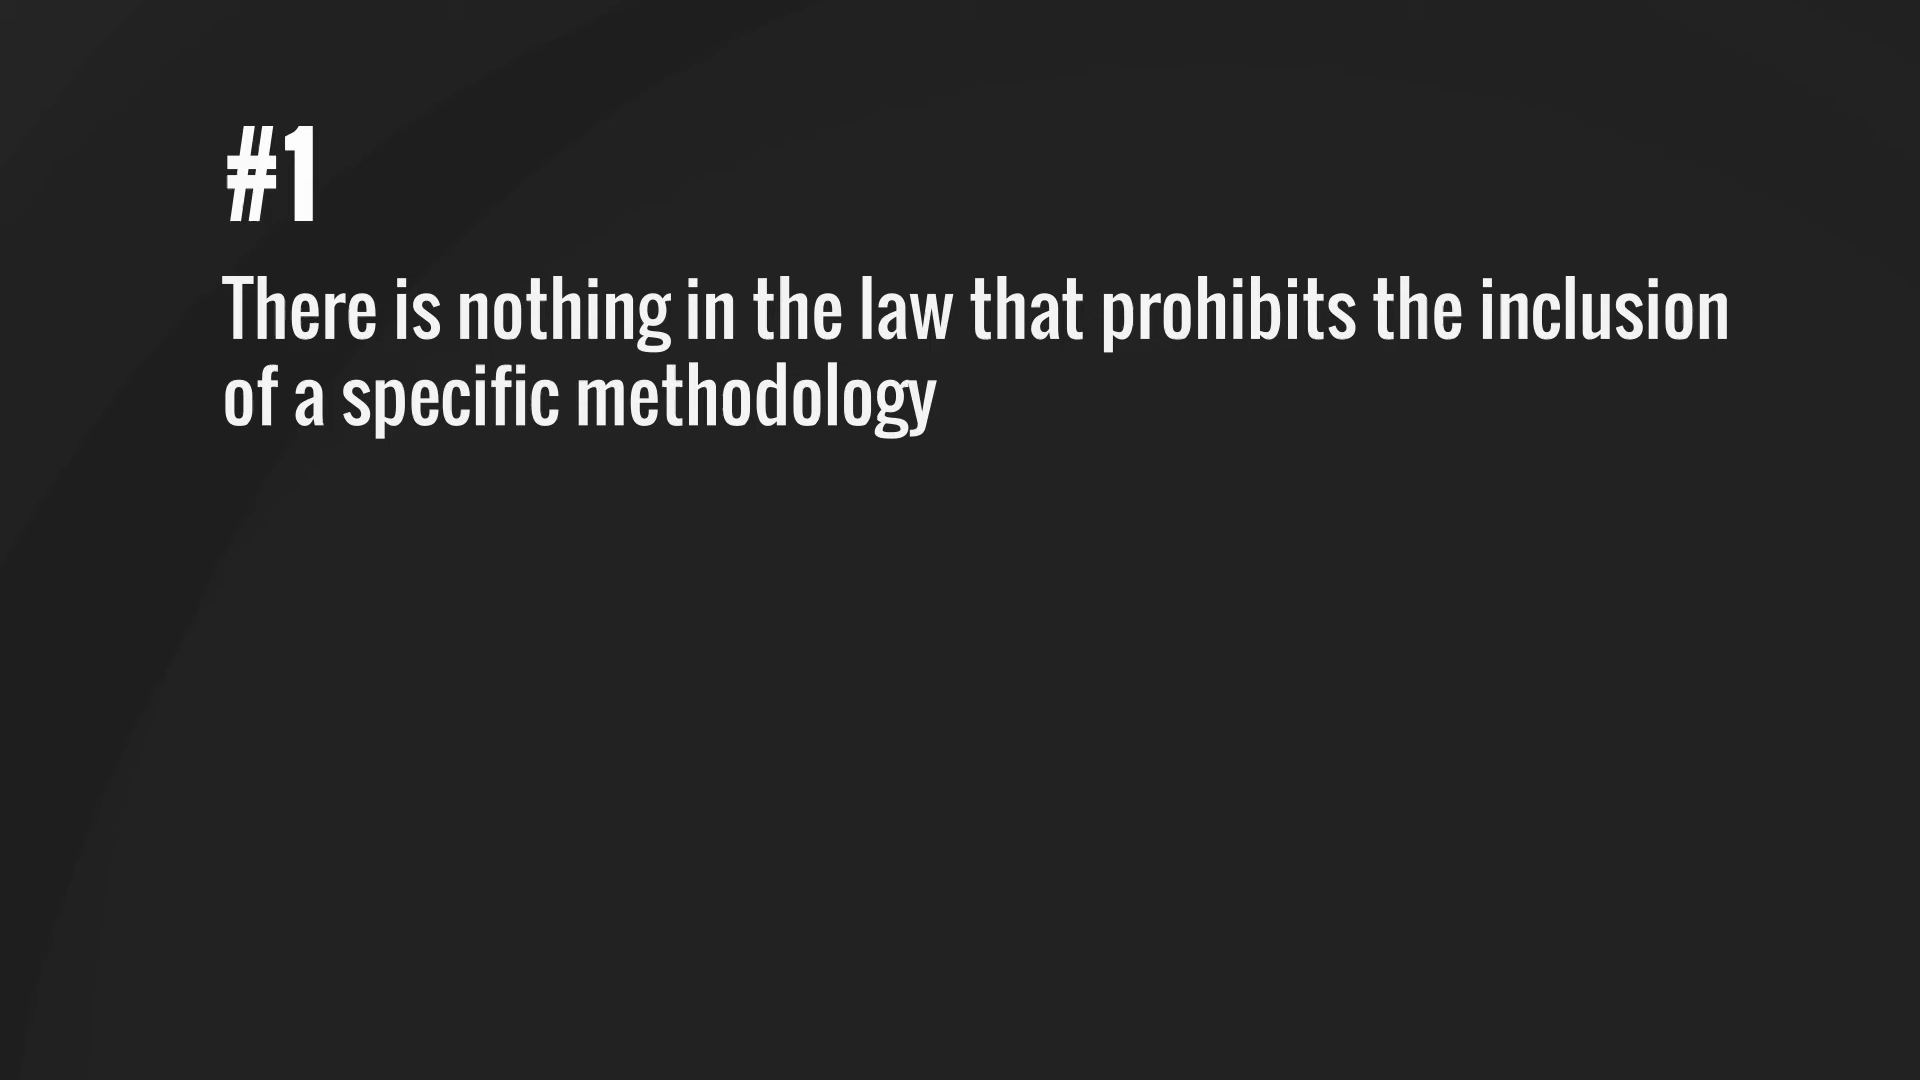 #1
There is nothing in the law that prohibits the inclusion
of a specific methodology